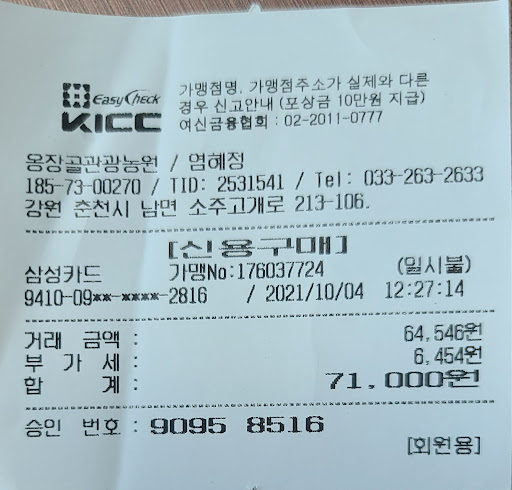 EasyCheck
KICC
가맹점명, 가맹점주소가 실제와 다른
경우 신고안내 (포상금 10만원 지급)
여신금융협회 : 02-2011-0777
옹장골관광농원 / 염혜정
185-73-00270 / TID: 2531541 / Tel: 033-263-2633
강원 춘천시 남면 소주고개로 213-106.
[신용구매]
삼성카드 가맹No:176037724 (일시불)
9410-09**-****-2816 / 2021/10/04 12:27:14
거래 금액 : 64,546원
부 가 세 : 6,454원
합 계 : 71,000원
승인 번호 : 9095 8516
[회원용]